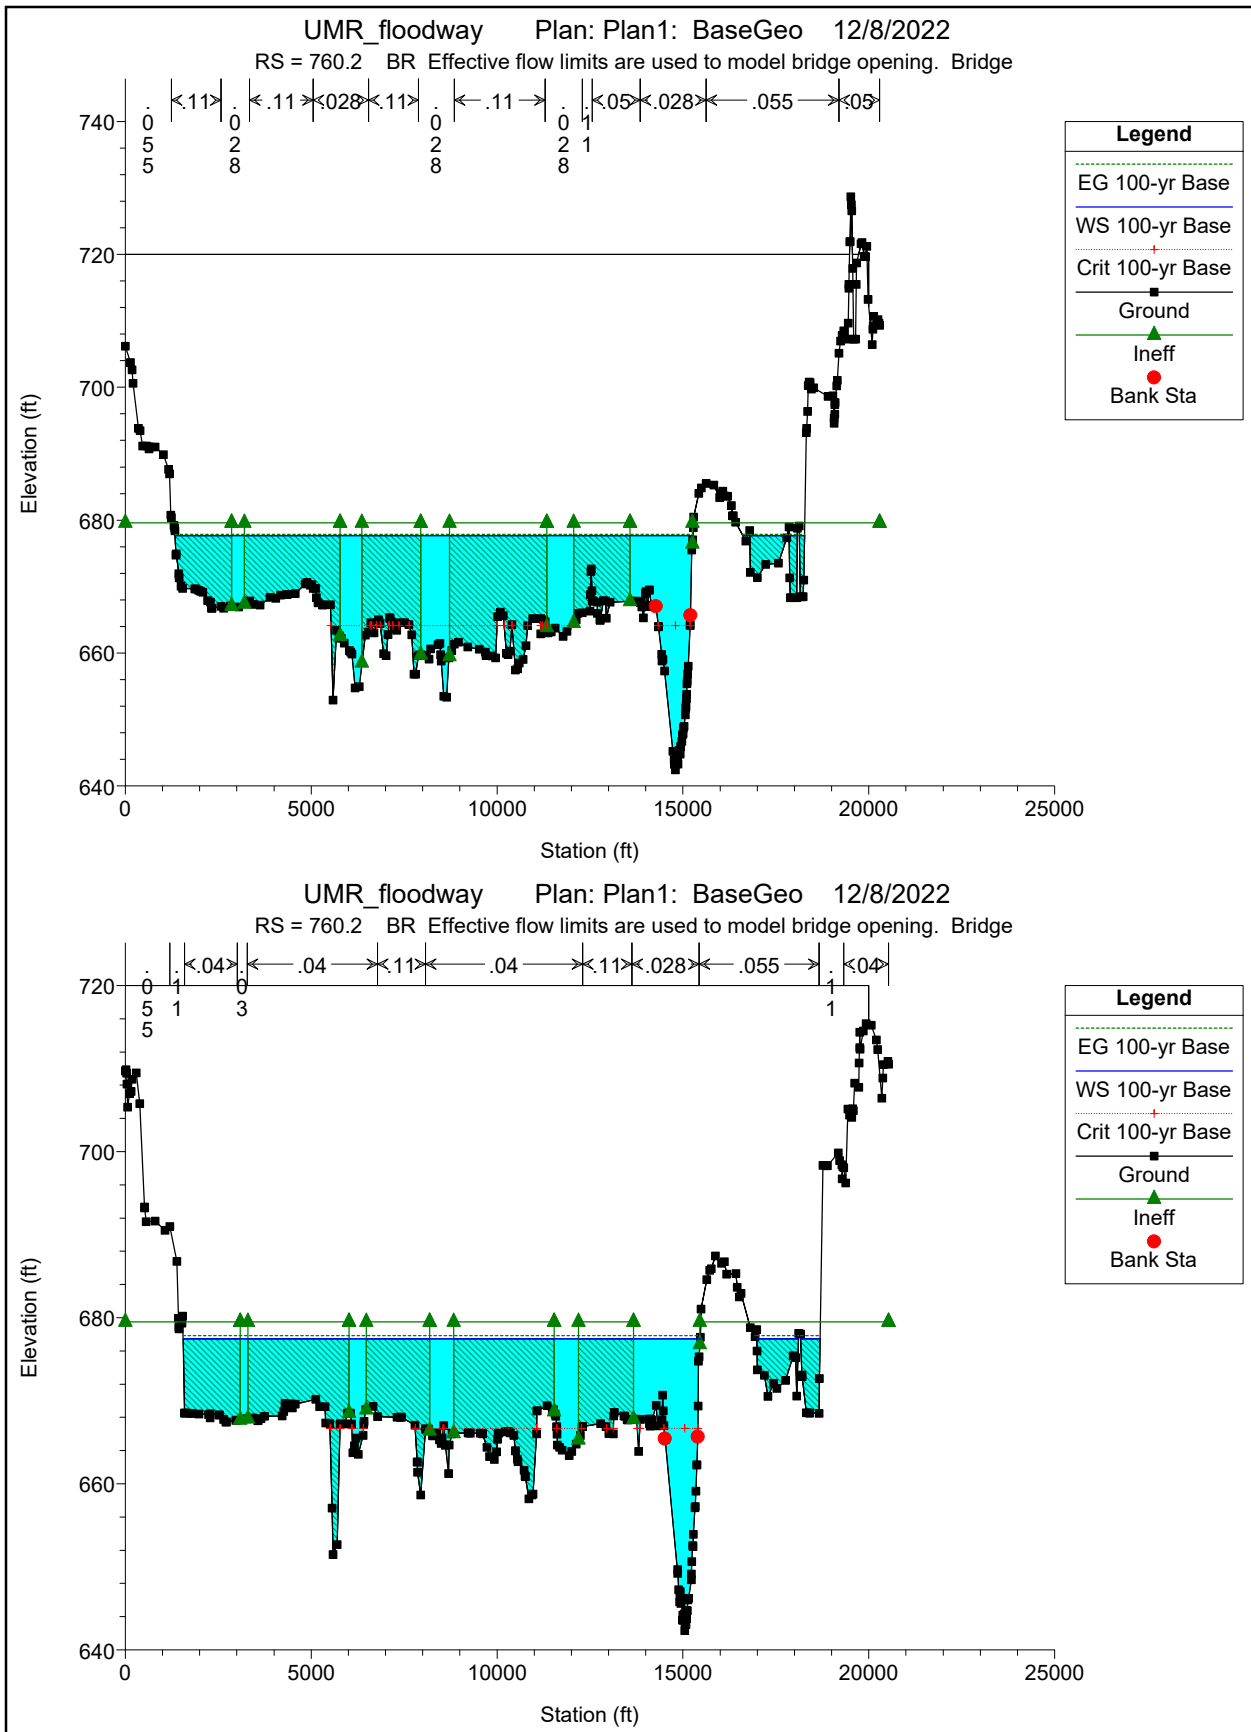 UMR_floodway Plan: Plan1: BaseGeo 12/8/2022
RS = 760.2 BR Effective flow limits are used to model bridge opening. Bridge
.055 .11 .028 .11 .028 .11 .028 .11 .028 .11 .05 .028 .055 .05
740
720
700
680
660
640
Elevation (ft)
0 5000 10000 15000 20000 25000
Station (ft)
Legend
EG 100-yr Base
WS 100-yr Base
Crit 100-yr Base
Ground
Ineff
Bank Sta
UMR_floodway Plan: Plan1: BaseGeo 12/8/2022
RS = 760.2 BR Effective flow limits are used to model bridge opening. Bridge
.055 .11 .04 .03 .04 .11 .04 .11 .028 .055 .11 .04
720
700
680
660
640
Elevation (ft)
0 5000 10000 15000 20000 25000
Station (ft)
Legend
EG 100-yr Base
WS 100-yr Base
Crit 100-yr Base
Ground
Ineff
Bank Sta